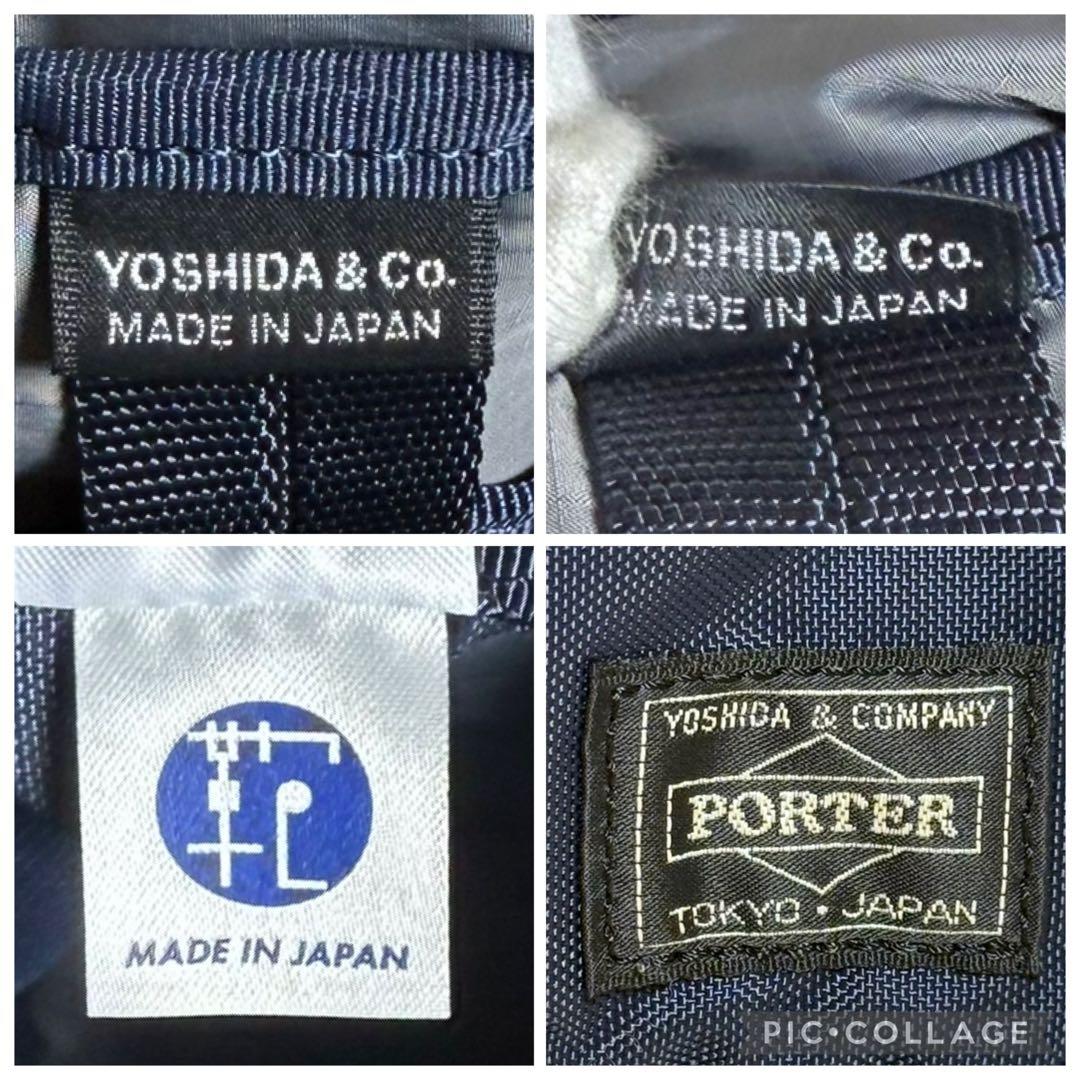 YOSHIDA & Co.
MADE IN JAPAN
YOSHIDA & Co.
MADE IN JAPAN
MADE IN JAPAN
YOSHIDA & COMPANY
PORTER
TOKYO · JAPAN
PIC·COLLAGE